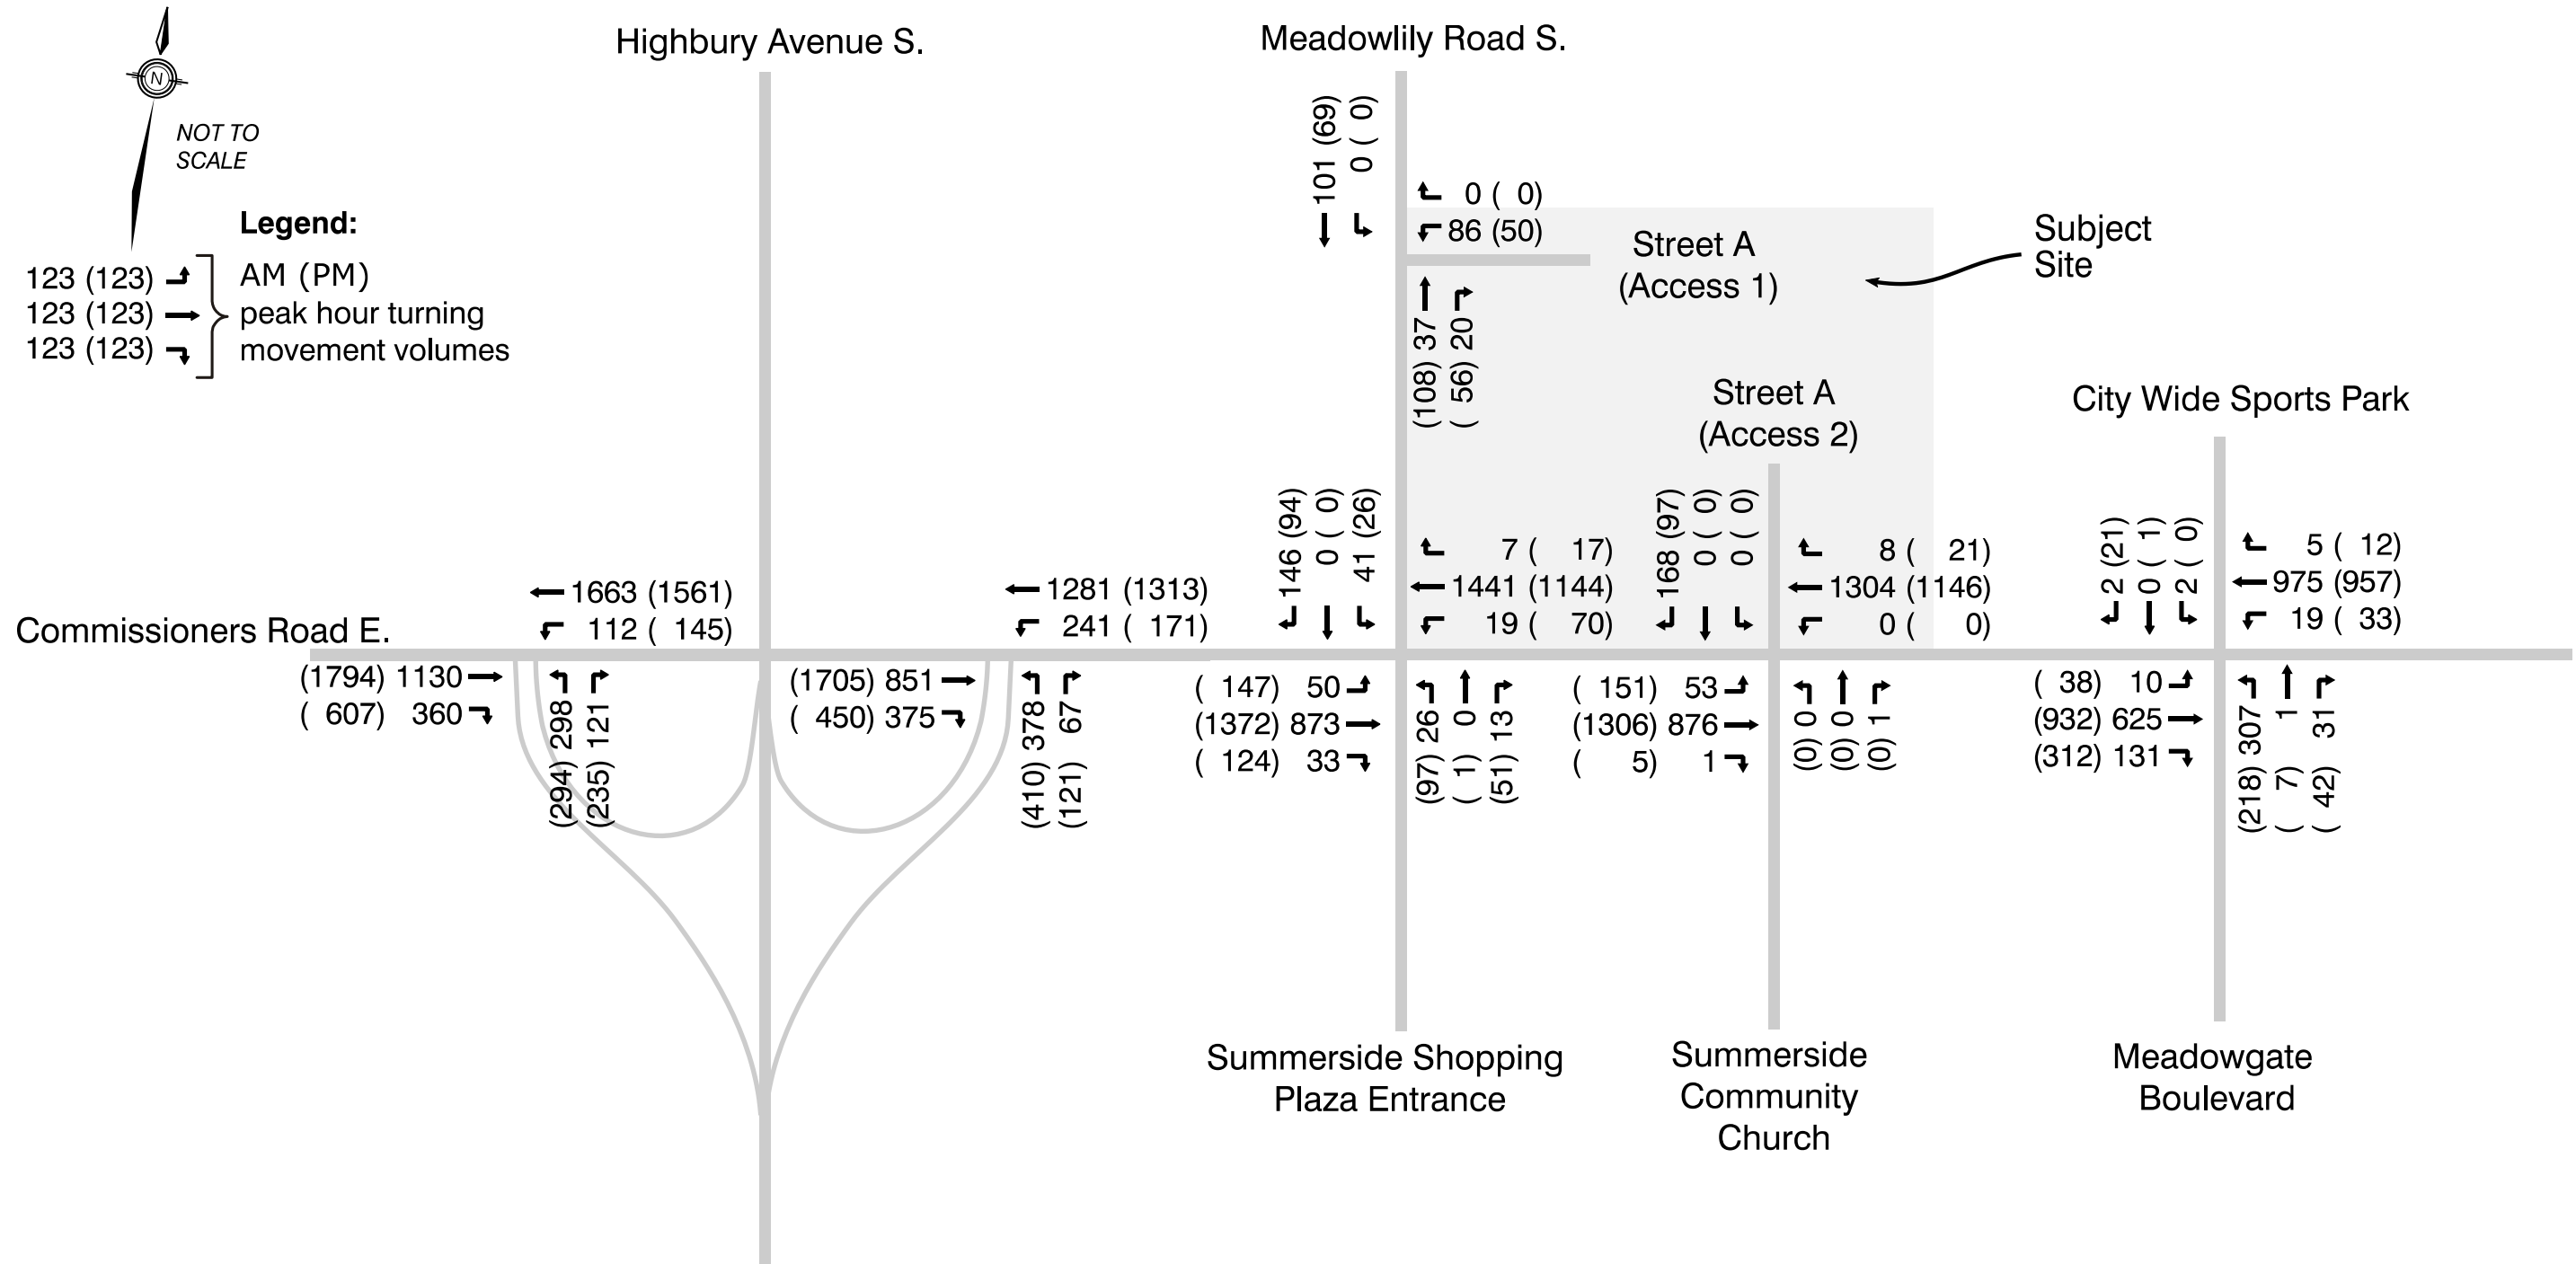 Highbury Avenue S.
Meadowlily Road S.
N
NOT TO
SCALE
Legend:
123 (123)
123 (123)
123 (123)
AM (PM)
peak hour turning
movement volumes
101 (69)
0 ( 0)
0 ( 0)
86 (50)
Street A
(Access 1)
Subject
Site
(108) 37
( 56) 20
Street A
(Access 2)
City Wide Sports Park
Commissioners Road E.
1663 (1561)
112 ( 145)
1281 (1313)
241 ( 171)
146 (94)
0 ( 0)
41 (26)
7 ( 17)
1441 (1144)
19 ( 70)
168 (97)
0 ( 0)
0 ( 0)
8 ( 21)
1304 (1146)
0 ( 0)
2 (21)
0 ( 1)
2 ( 0)
5 ( 12)
975 (957)
19 ( 33)
(1794) 1130
( 607) 360
(294) 298
(235) 121
(1705) 851
( 450) 375
(410) 378
(121) 67
( 147) 50
(1372) 873
( 124) 33
(97) 26
( 1) 0
(51) 13
( 151) 53
(1306) 876
( 5) 1
(0) 0
(0) 0
(0) 1
( 38) 10
(932) 625
(312) 131
(218) 307
( 7) 1
( 42) 31
Summerside Shopping
Plaza Entrance
Summerside
Community
Church
Meadowgate
Boulevard